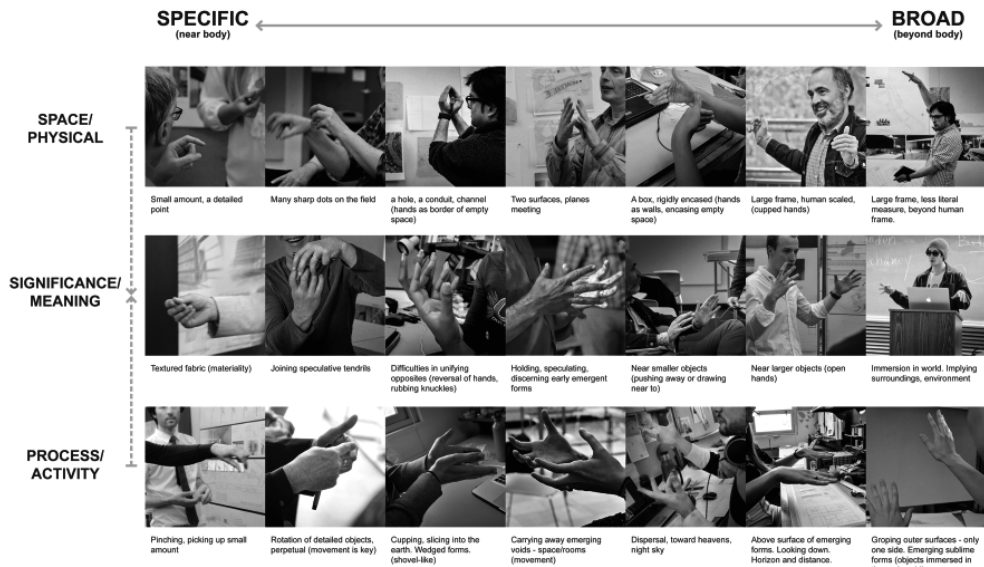 SPECIFIC
(near body)
BROAD
(beyond body)
SPACE/
PHYSICAL
Small amount, a detailed
point
Many sharp dots on the field
a hole, a conduit, channel
(hands as border of empty
space)
Two surfaces, planes
meeting
A box, rigidly encased (hands
as walls, encasing empty
space)
Large frame, human scaled,
(cupped hands)
Large frame, less literal
measure, beyond human
frame.
SIGNIFICANCE/
MEANING
Textured fabric (materiality)
Joining speculative tendrils
Difficulties in unifying
opposites (reversal of hands,
rubbing knuckles)
Holding, speculating,
discerning early emergent
forms
Near smaller objects
(pushing away or drawing
near to)
Near larger objects (open
hands)
Immersion in world. Implying
surroundings, environment
PROCESS/
ACTIVITY
Pinching, picking up small
amount
Rotation of detailed objects,
perpetual (movement is key)
Cupping, slicing into the
earth. Wedged forms.
(shovel-like)
Carrying away emerging
voids - space/rooms
(movement)
Dispersal, toward heavens,
night sky
Above surface of emerging
forms. Looking down.
Horizon and distance.
Groping outer surfaces - only
one side. Emerging sublime
forms (objects immersed in